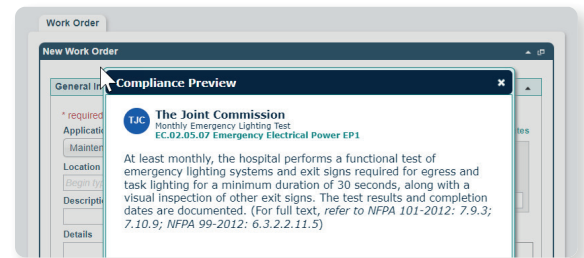 Work Order
New Work Order
General In
Compliance Preview
* required
TJC
The Joint Commission
Monthly Emergency Lighting Test
EC.02.05.07 Emergency Electrical Power EP1
Applicatio
tes
Mainten
At least monthly, the hospital performs a functional test of
Location
emergency lighting systems and exit signs required for egress and
Begin typ
task lighting for a minimum duration of 30 seconds, along with a
Descriptio
visual inspection of other exit signs. The test results and completion
dates are documented. (For full text, refer to NFPA 101-2012: 7.9.3;
7.10.9; NFPA 99-2012: 6.3.2.2.11.5)
Details